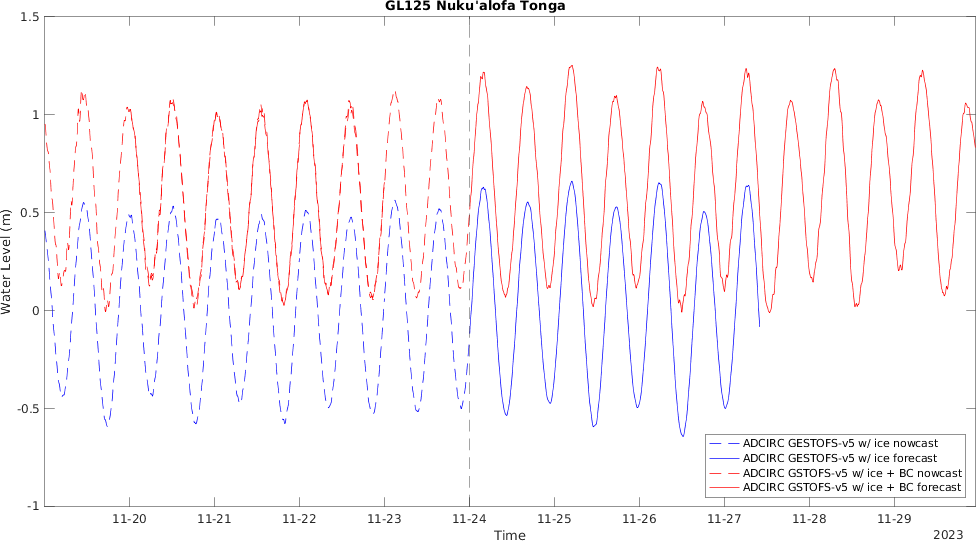 GL125 Nuku'alofa Tonga
Water Level (m)
1.5
1
0.5
0
-0.5
-1
11-20 11-21 11-22 11-23 11-24 11-25 11-26 11-27 11-28 11-29
Time
2023
ADCIRC GESTOFS-v5 w/ ice nowcast
ADCIRC GESTOFS-v5 w/ ice forecast
ADCIRC GSTOFS-v5 w/ ice + BC nowcast
ADCIRC GSTOFS-v5 w/ ice + BC forecast